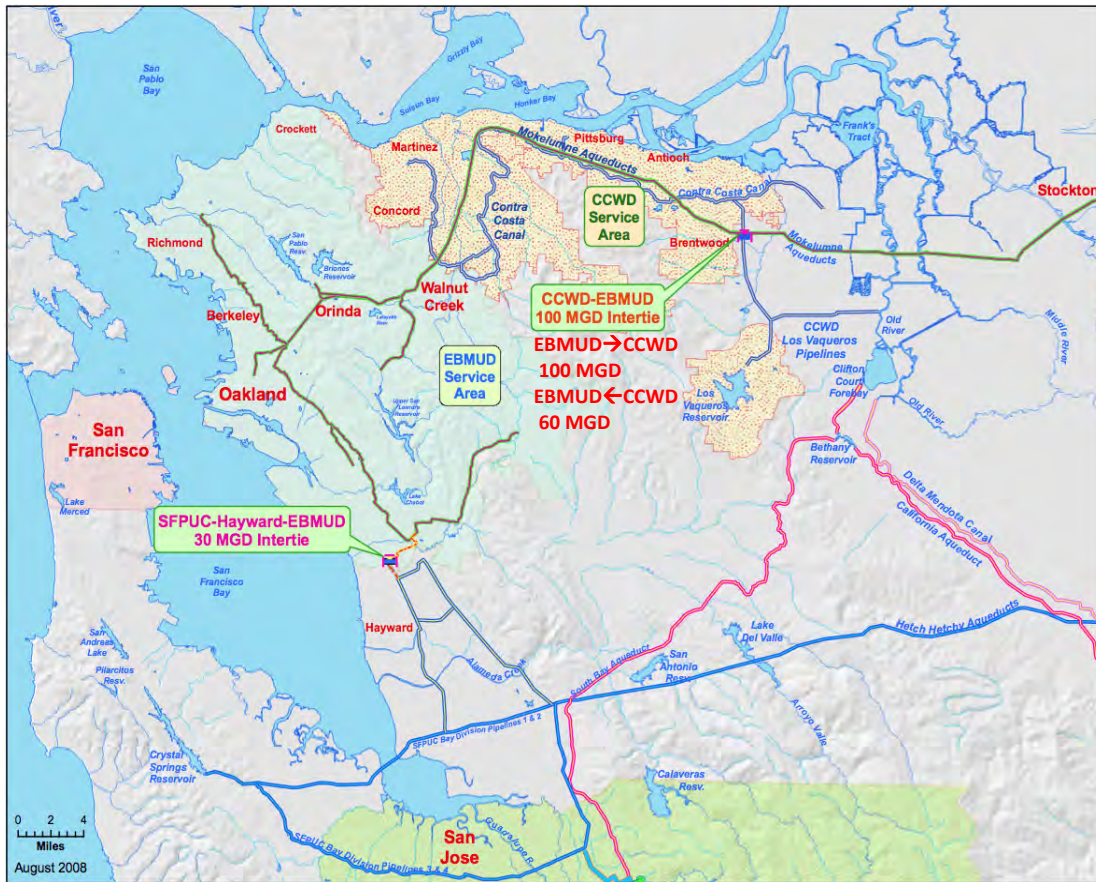 San
Pablo
Bay
Grizzly Bay
Suisun Bay
Honker Bay
Crockett
Martinez
Mokelumne Aqueducts
Pittsburg
Antioch
Frank's
Tract
Stockton
Contra Costa Canal
Concord
Contra
Costa
Canal
CCWD
Service
Area
Richmond
San
Pablo
Resv.
Briones
Reservoir
Brentwood
Mokelumne
Aqueducts
Walnut
Creek
Orinda
Berkeley
CCWD-EBMUD
100 MGD Intertie
EBMUD→CCWD
100 MGD
EBMUD←CCWD
60 MGD
CCWD
Los Vaqueros
Pipelines
Old
River
Middle River
Clifton
Court
Forebay
EBMUD
Service
Area
Oakland
Los
Vaqueros
Reservoir
Old River
San
Francisco
Bethany
Reservoir
Lake
Merced
Lake
Chabot
Delta Mendota Canal
California Aqueduct
SFPUC-Hayward-EBMUD
30 MGD Intertie
San
Francisco
Bay
Hayward
Hetch Hetchy Aqueducts
Lake
Del Valle
San
Andreas
Lake
Pilarcitos
Resv.
Alameda Creek
South Bay Aqueduct
San
Antonio
Resv.
Arroyo Valle
SFPUC Bay Division Pipelines 1 & 2
Crystal
Springs
Reservoir
Calaveras
Resv.
0 2 4
Miles
August 2008
SFPUC Bay Division Pipelines 3 & 4
San
Jose
Guadalupe R.